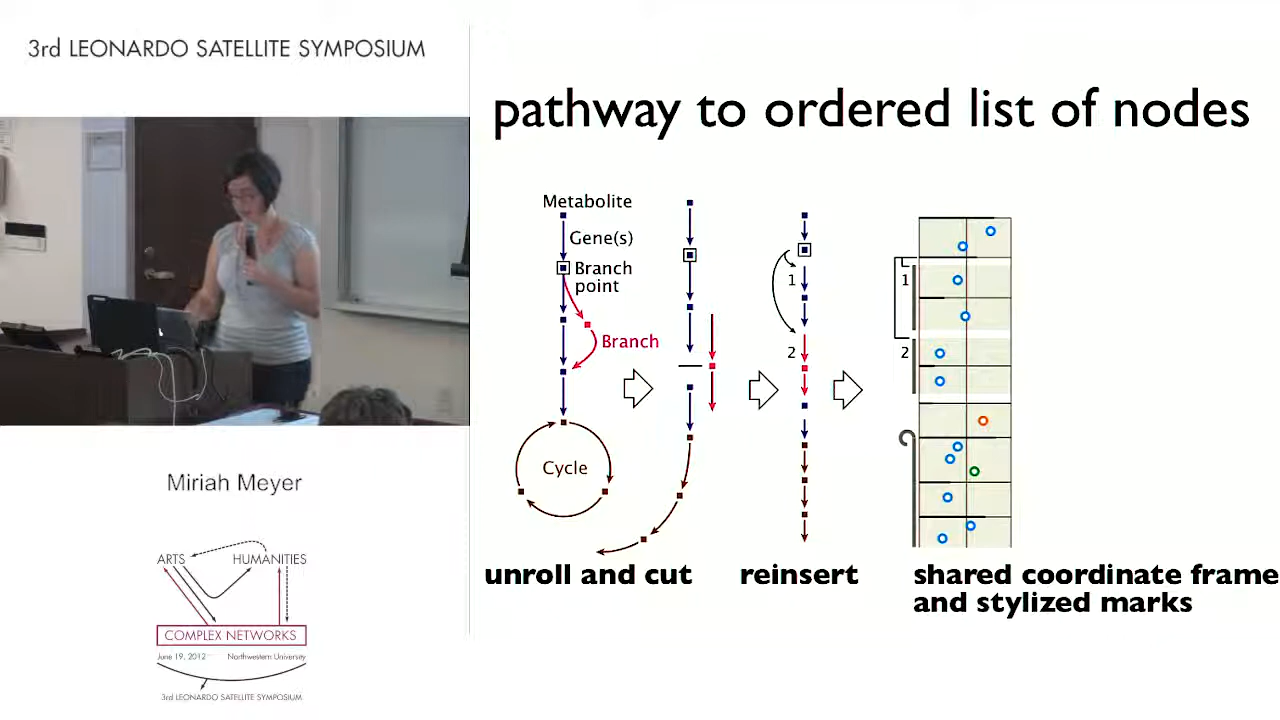 3rd LEONARDO SATELLITE SYMPOSIUM
pathway to ordered list of nodes
Metabolite
Gene(s)
Branch
point
Branch
Cycle
1
2
1
2
unroll and cut
reinsert
shared coordinate frame
and stylized marks
Miriah Meyer
ARTS
HUMANITIES
COMPLEX NETWORKS
June 19, 2012
Northwestern University
3rd LEONARDO SATELLITE SYMPOSIUM